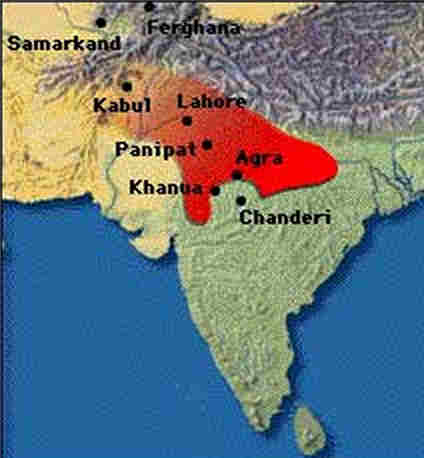 Ferghana
Samarkand
Kabul
Lahore
Panipat
Agra
Khanua
Chanderi